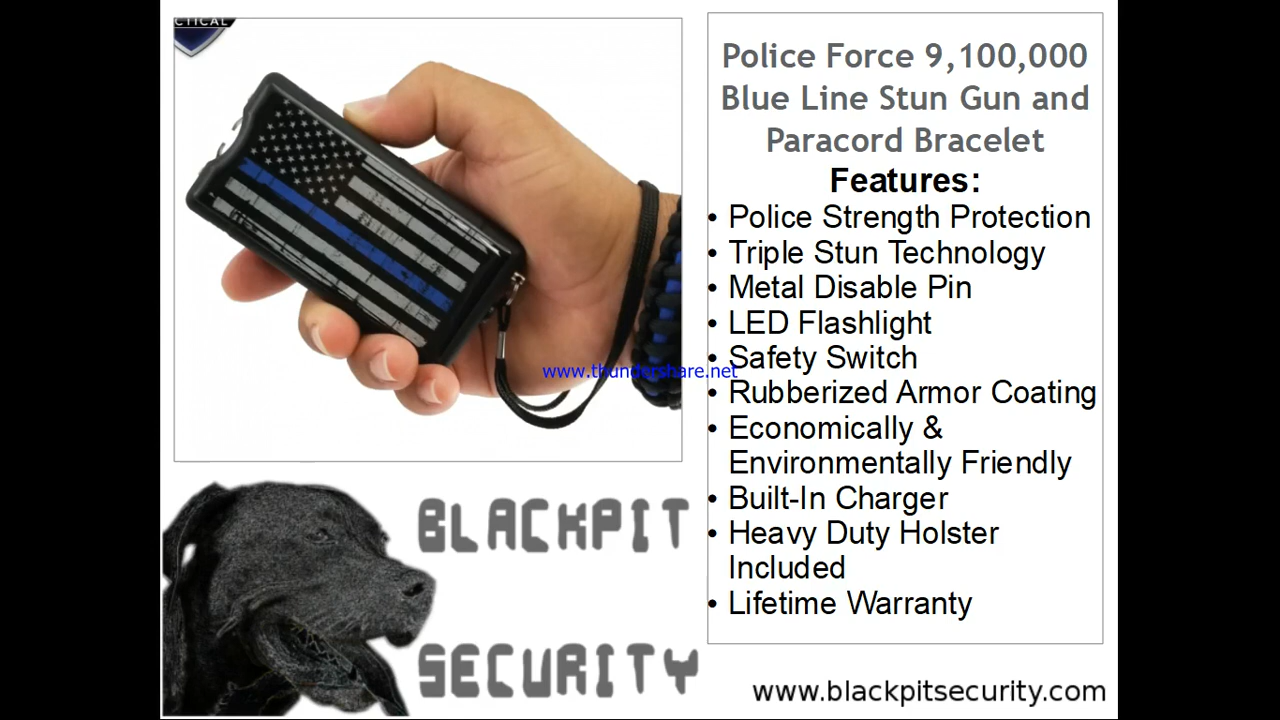 CTICAL
Police Force 9,100,000
Blue Line Stun Gun and
Paracord Bracelet
Features:
• Police Strength Protection
• Triple Stun Technology
• Metal Disable Pin
• LED Flashlight
• Safety Switch
• Rubberized Armor Coating
• Economically &
Environmentally Friendly
• Built-In Charger
• Heavy Duty Holster
Included
• Lifetime Warranty
www.thundershare.net
BLACKPIT
SECURITY
www.blackpitsecurity.com